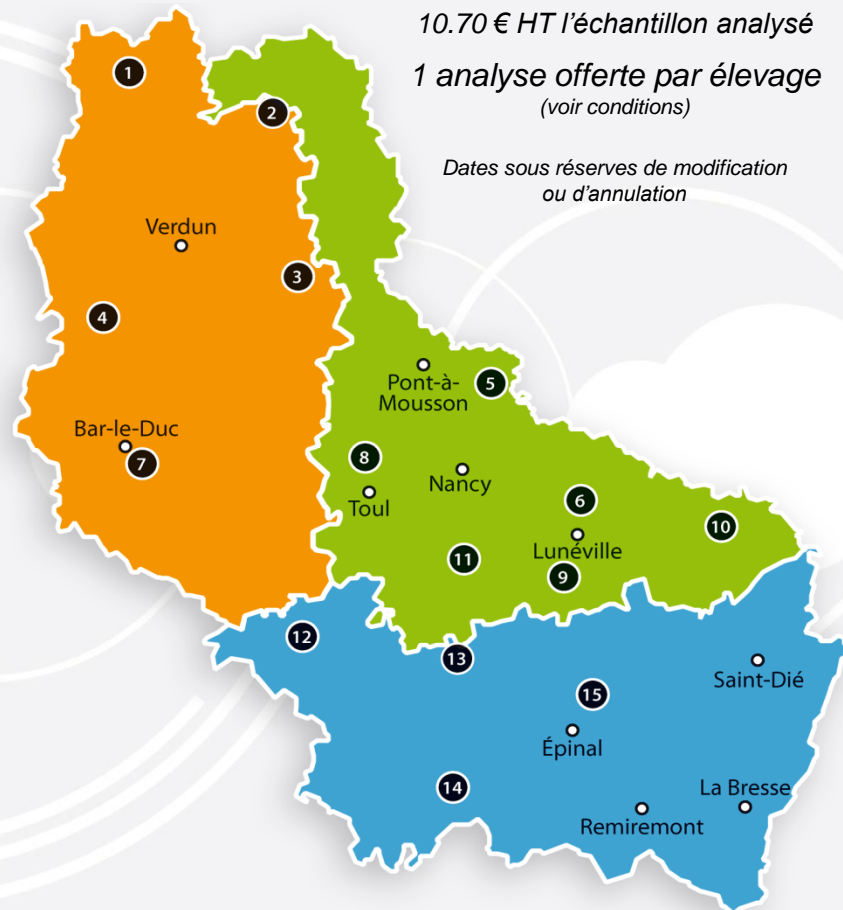 10.70 € HT l'échantillon analysé
1 analyse offerte par élevage
(voir conditions)
Dates sous réserves de modification
ou d'annulation
1
2
Verdun
3
4
Pont-à-
Mousson
5
Bar-le-Duc
7
8
Toul
Nancy
6
10
Lunéville
11
9
12
13
Saint-Dié
15
Épinal
14
La Bresse
Remiremont